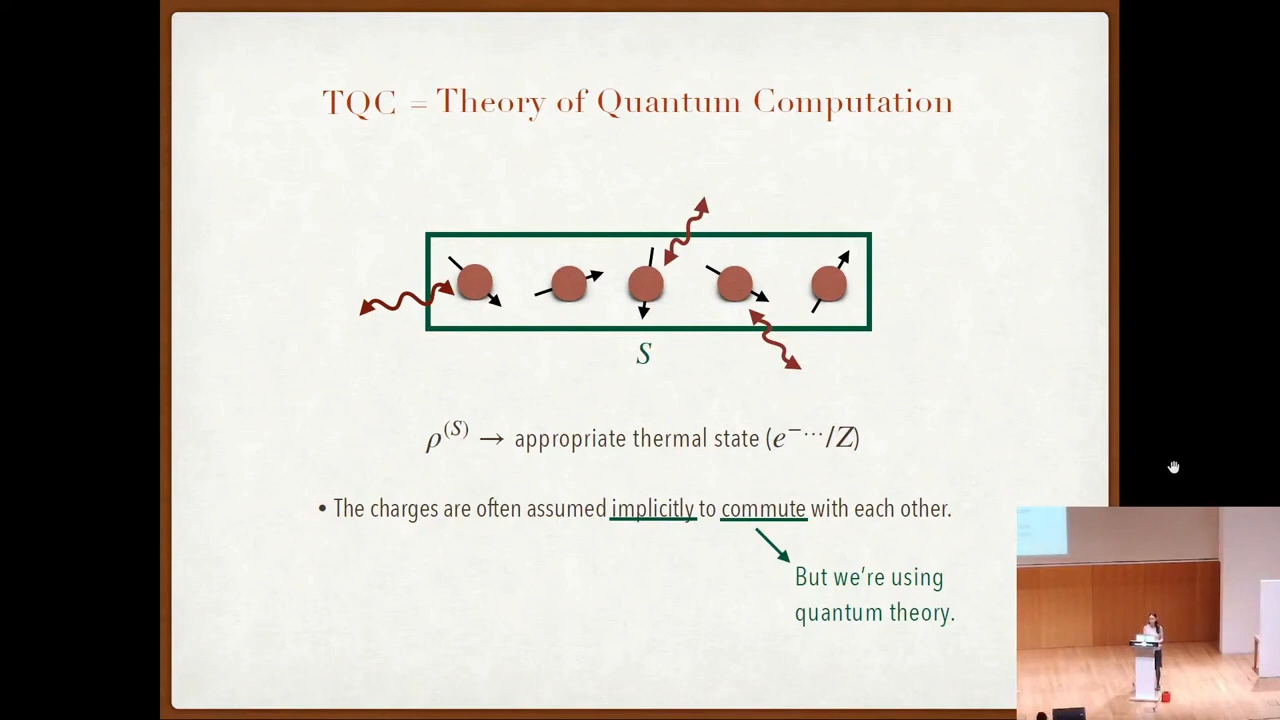 TQC = Theory of Quantum Computation
S
ρ^(S) → appropriate thermal state (e^−⋯/Z)
• The charges are often assumed implicitly to commute with each other.
But we're using
quantum theory.